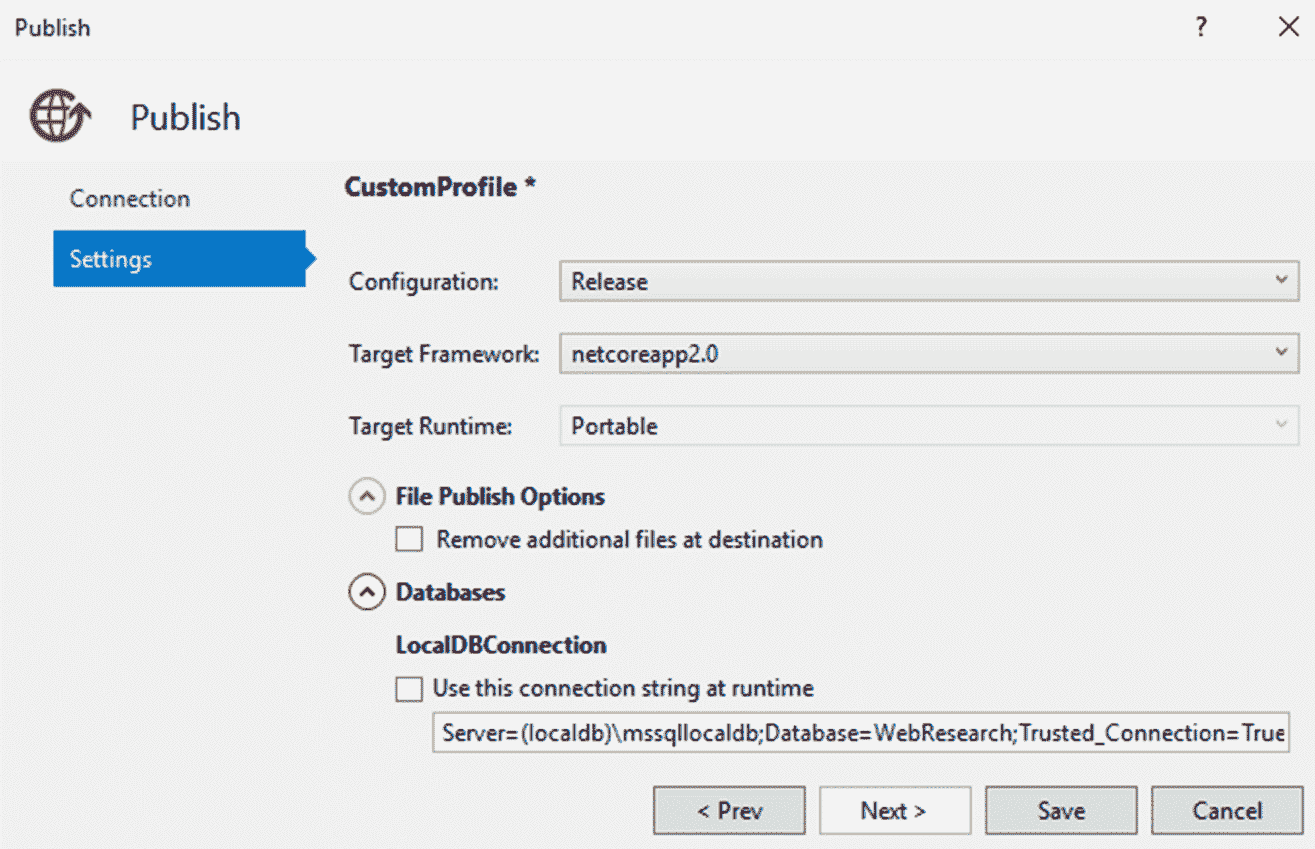 Publish
?
Publish
Connection
Settings
CustomProfile *
Configuration: Release
Target Framework: netcoreapp2.0
Target Runtime: Portable
File Publish Options
Remove additional files at destination
Databases
LocalDBConnection
Use this connection string at runtime
Server=(localdb)\mssqllocaldb;Database=WebResearch;Trusted_Connection=True
< Prev Next > Save Cancel